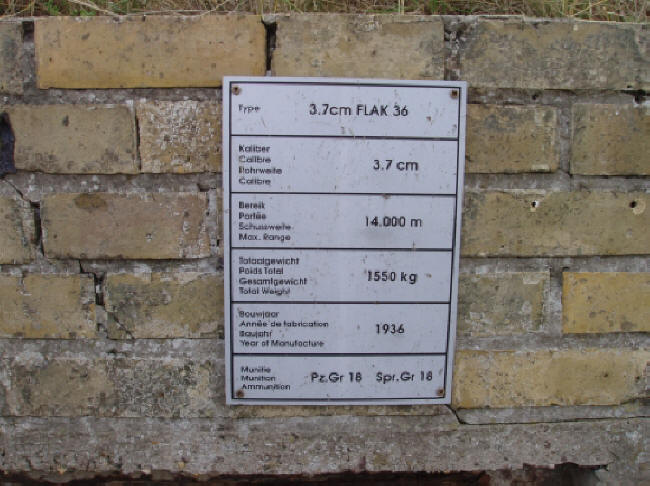 Type 3.7cm FLAK 36
Kaliber
Calibre
Rohrweite
Calibre
3.7 cm
Bereik
Portée
Schussweite
Max. Range
14.000 m
Totaalgewicht
Poids Total
Gesamtgewicht
Total Weight
1550 kg
Bouwjaar
Année de fabrication
Baujahr
Year of Manufacture
1936
Munitie
Munition
Ammunition
Pz.Gr 18 Spr.Gr 18